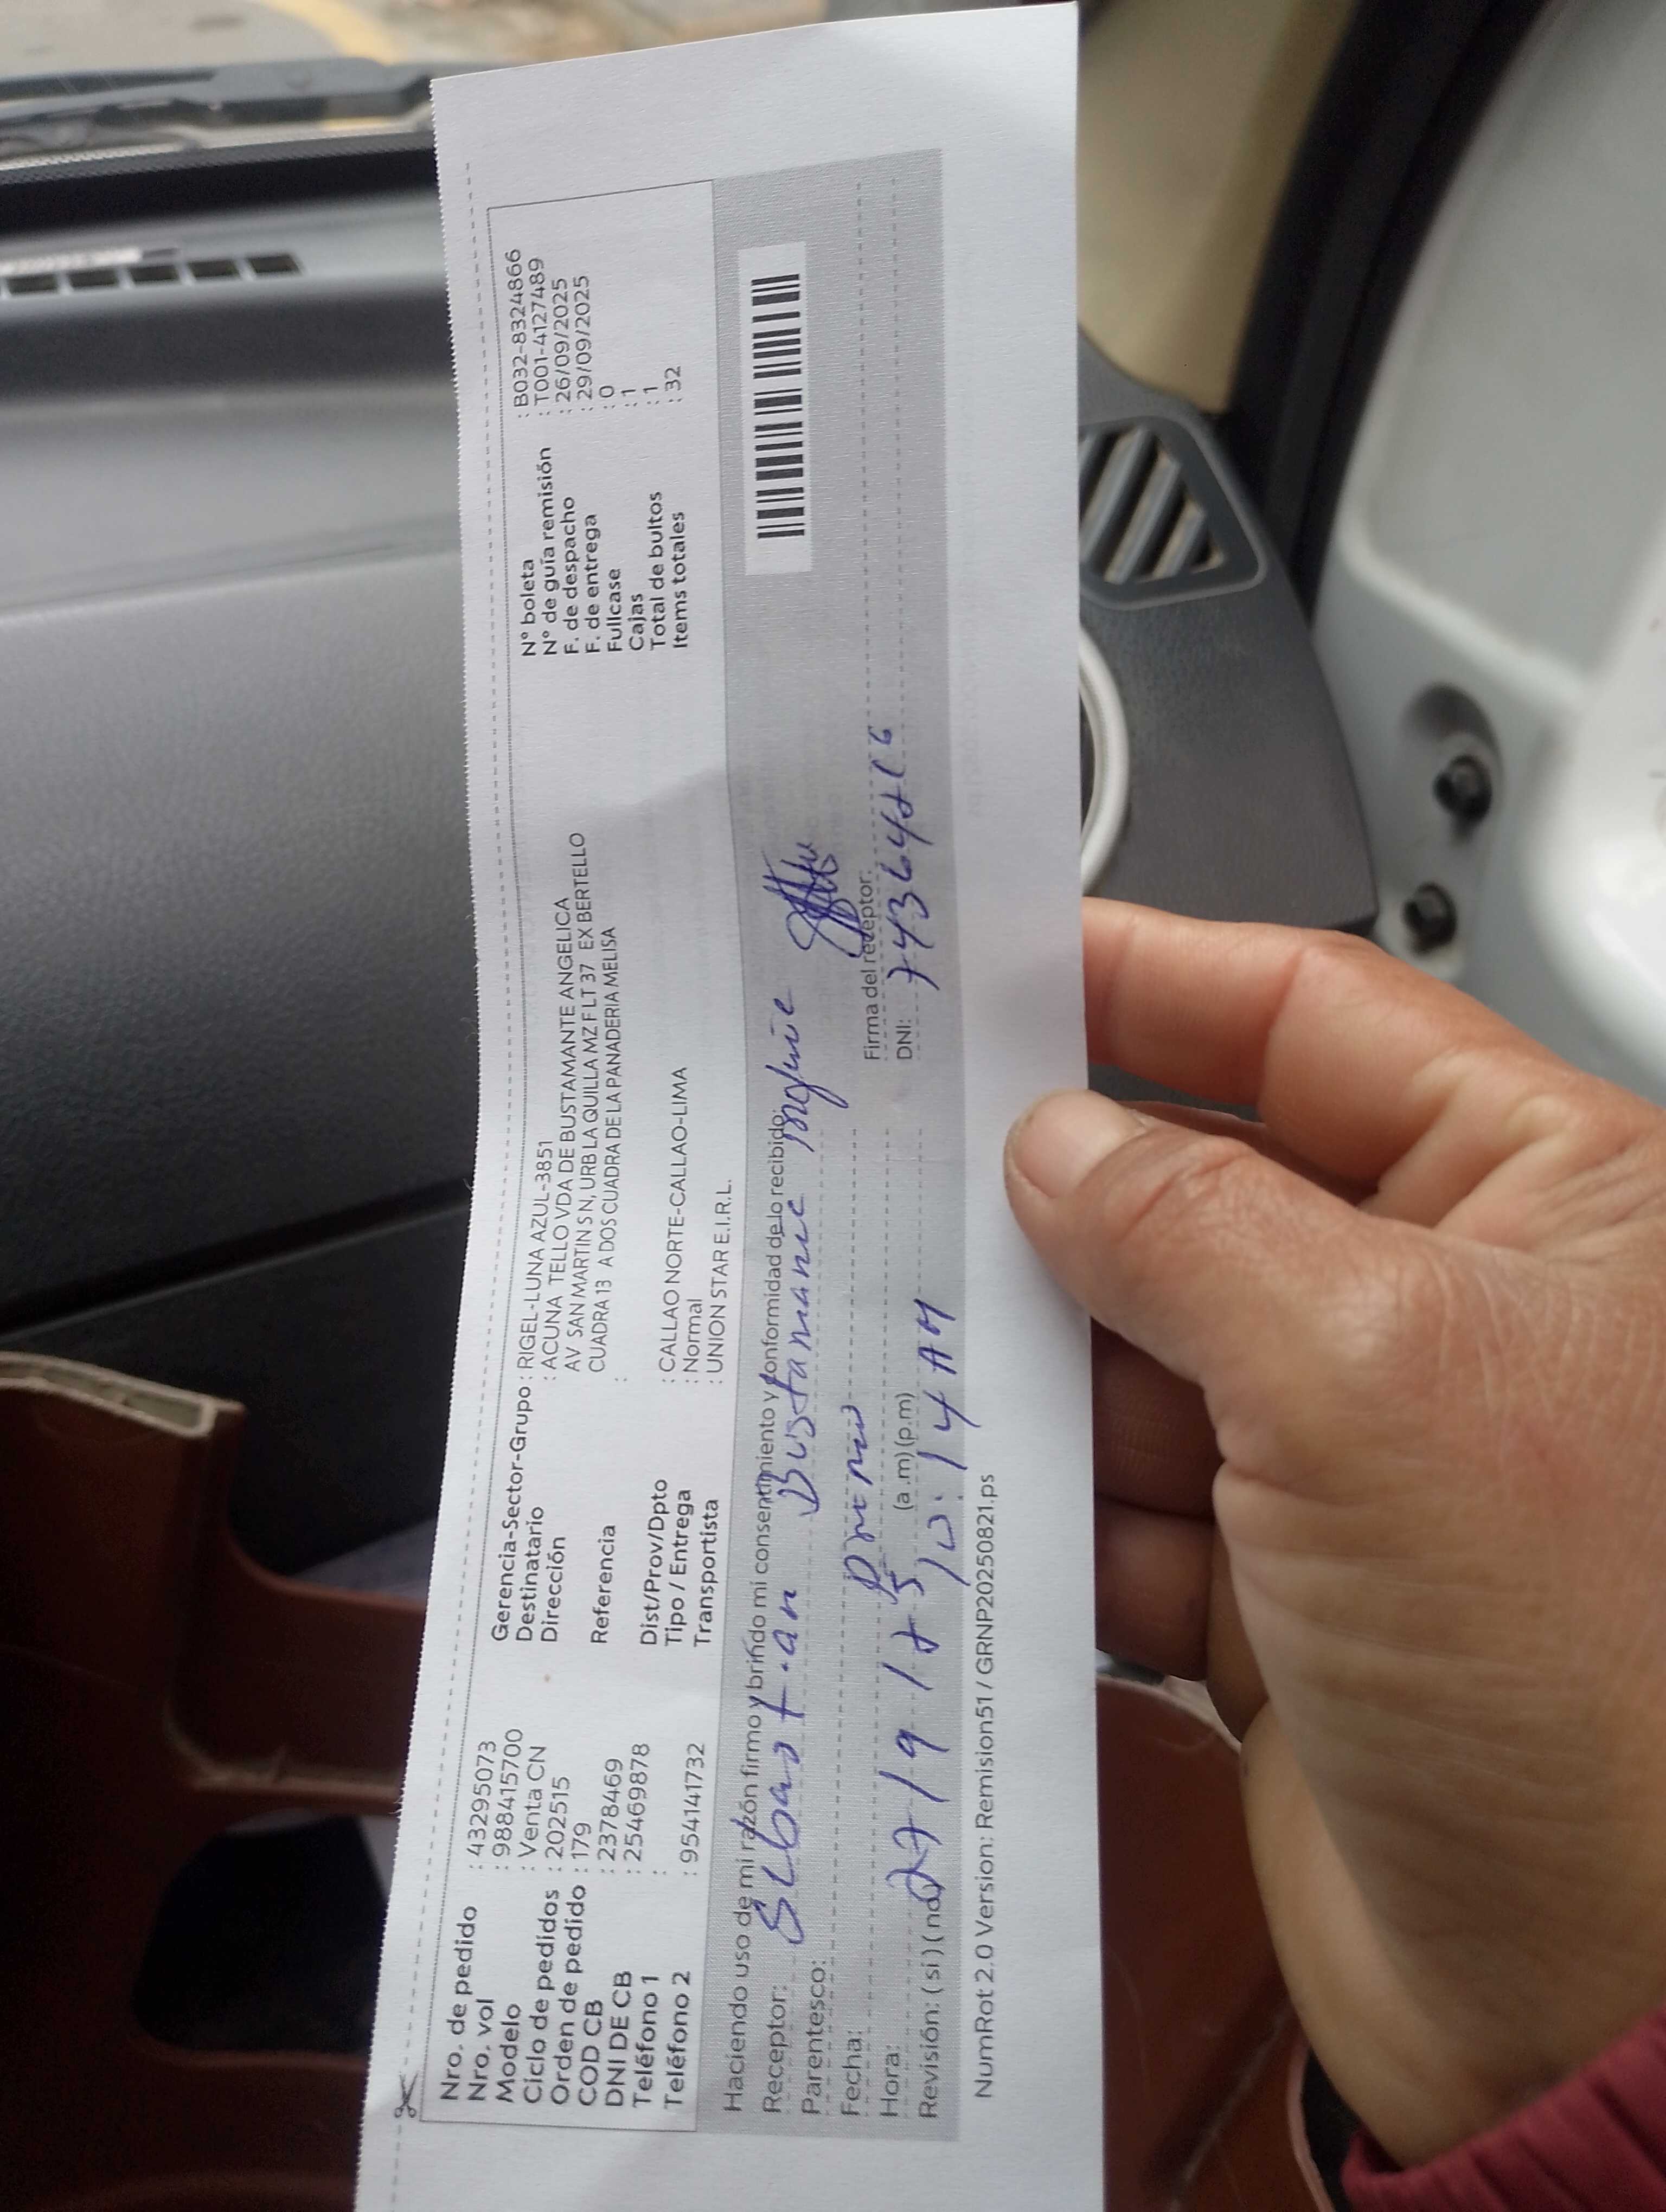 Nro. de pedido : 43295073
Nro. vol : 988415700
Modelo : Venta CN
Ciclo de pedidos : 202515
Orden de pedido : 179
COD CB : 2378469
DNI DE CB : 25469878
Teléfono 1 :
Teléfono 2 : 954141732
Gerencia-Sector-Grupo : RIGEL-LUNA AZUL-3851
Destinatario : ACUNA TELLO VDA DE BUSTAMANTE ANGELICA
Dirección AV SAN MARTIN S N, URB LA QUILLA MZ F LT 37 EX BERTELLO
CUADRA 13 A DOS CUADRA DE LA PANADERIA MELISA
Referencia :
Dist/Prov/Dpto : CALLAO NORTE-CALLAO-LIMA
Tipo / Entrega : Normal
Transportista : UNION STAR E.I.R.L.
N° boleta : B032-8324866
N° de guía remisión : T001-4127489
F. de despacho : 26/09/2025
F. de entrega : 29/09/2025
Fullcase : 0
Cajas : 1
Total de bultos : 1
Items totales : 32
Haciendo uso de mi razón firmo y brindo mi consentimiento y conformidad de lo recibido:
Receptor: Bustamante
Parentesco:
Fecha: 27/9/25
Hora: (a.m) (p.m) 10:14 AM
Revisión: (si) (no)
Firma del receptor:
DNI:
NumRot 2.0 Version: Remision51 / GRNP20250821.ps